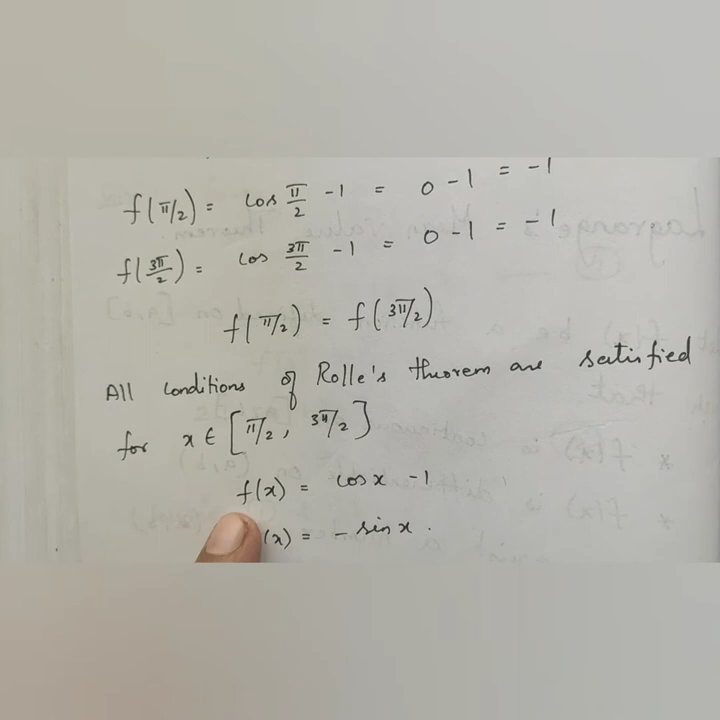 f(π/2) = cos π/2 - 1 = 0 - 1 = -1
f(3π/2) = cos 3π/2 - 1 = 0 - 1 = -1
f(π/2) = f(3π/2)
All conditions of Rolle's theorem are satisfied
for x ∈ [π/2, 3π/2]
f(x) = cos x - 1
(x) = - sin x.